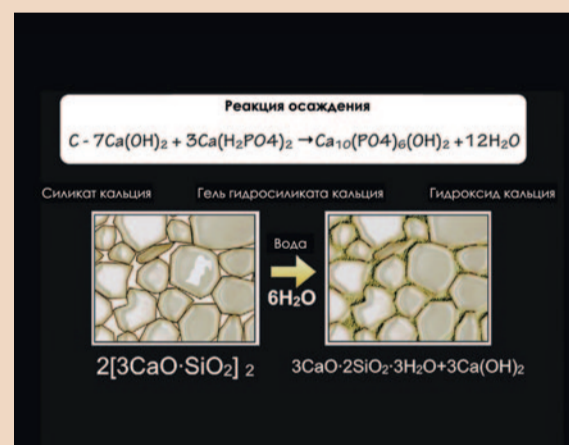 Реакция осаждения
C - 7Ca(OH)₂ + 3Ca(H₂PO4)₂ →Ca₁₀(PO4)₆(OH)₂ +12H₂O
Силикат кальция Гель гидросиликата кальция Гидроксид кальция
Вода
6H₂O
2[3CaO·SiO₂] ₂ 3CaO·2SiO₂·3H₂O+3Ca(OH)₂